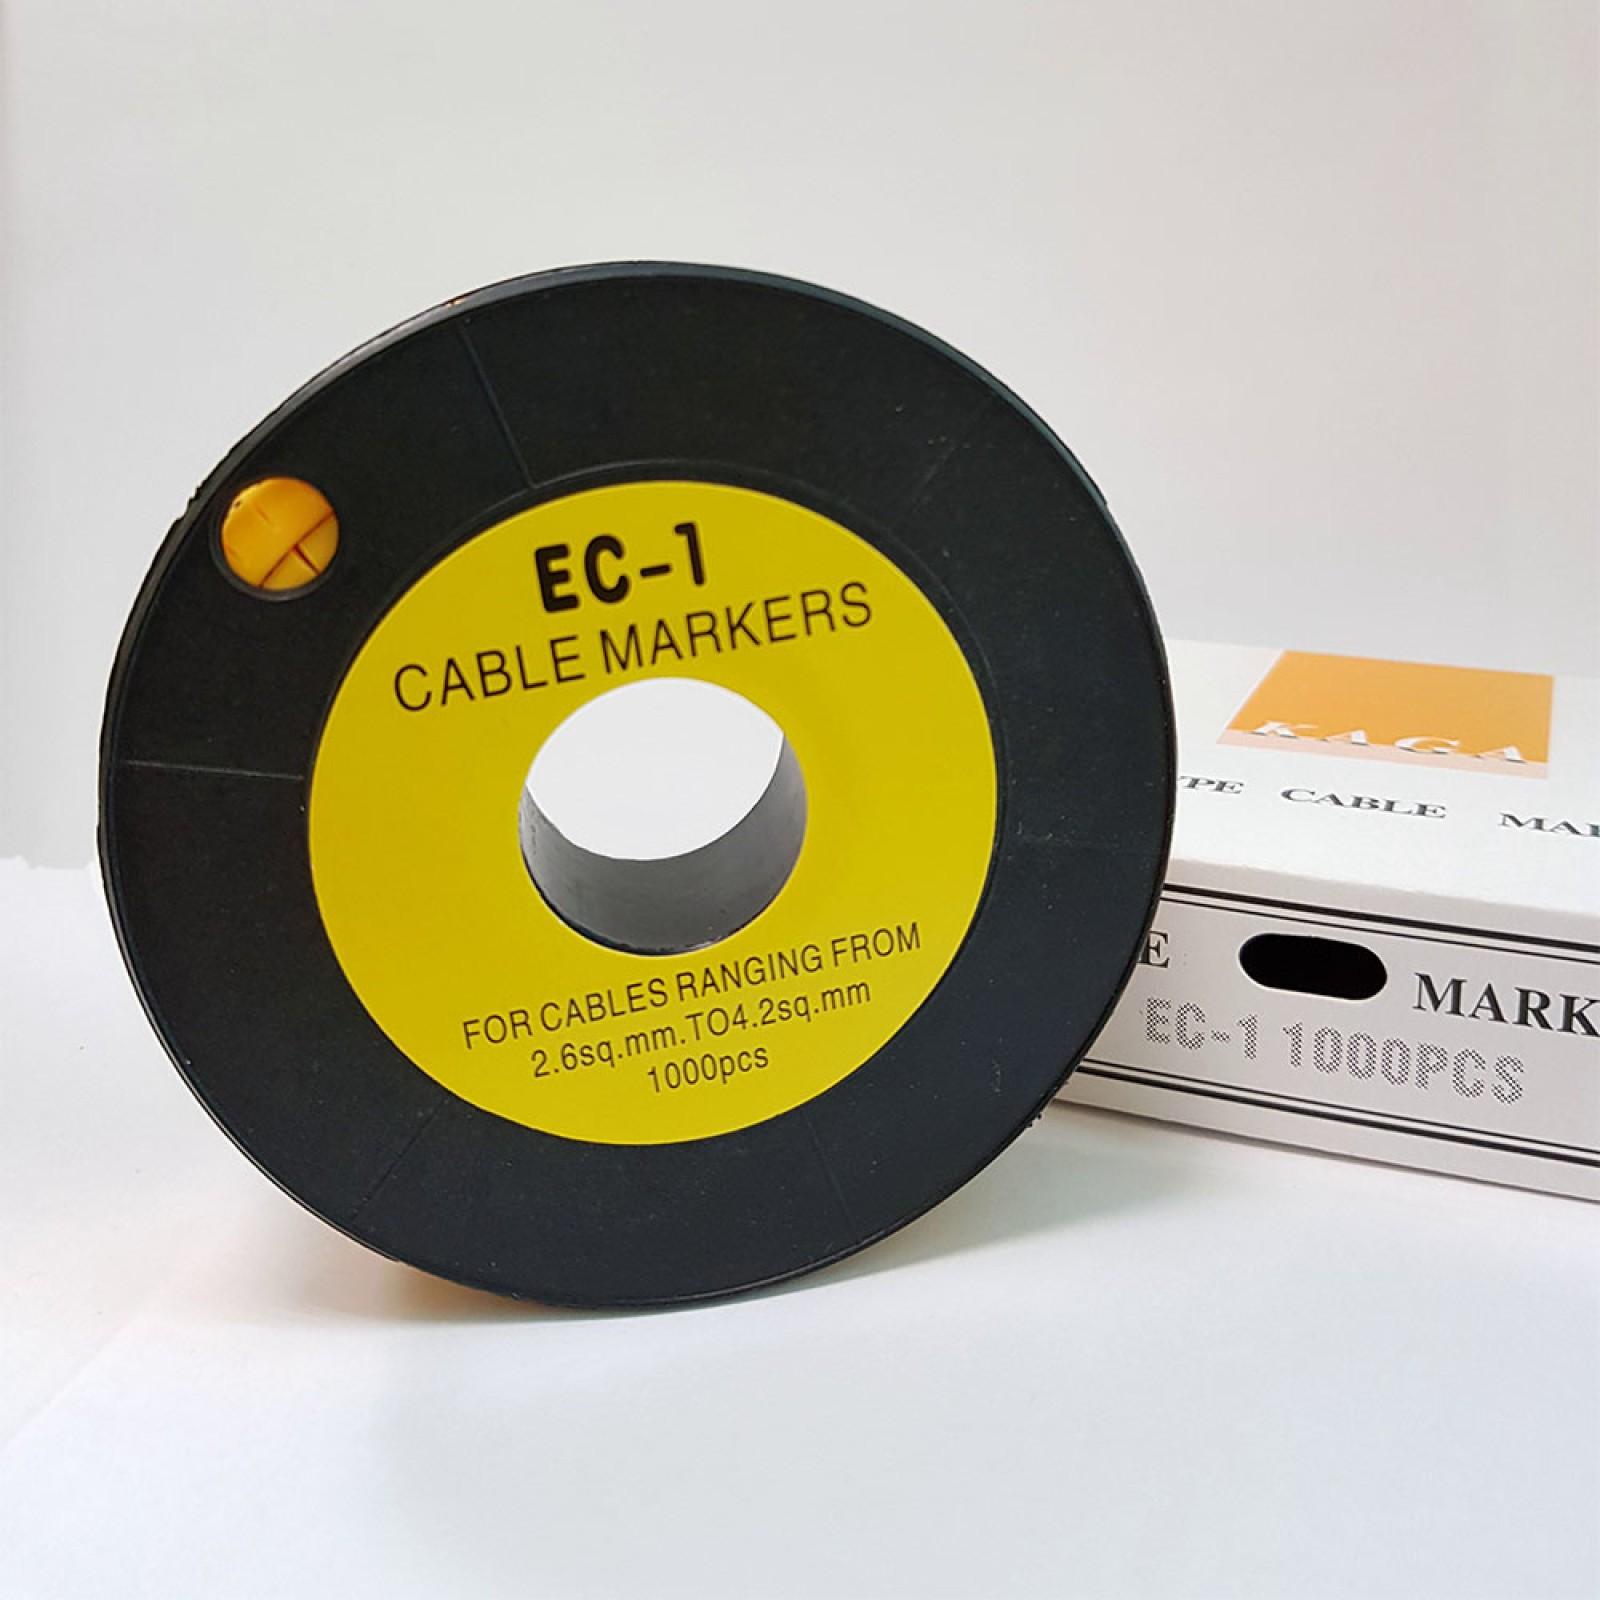 EC-1
CABLE MARKERS
FOR CABLES RANGING FROM
2.6sq.mm.TO4.2sq.mm
1000pcs
KAGA
CABLE
MARK
EC-1 1000PCS